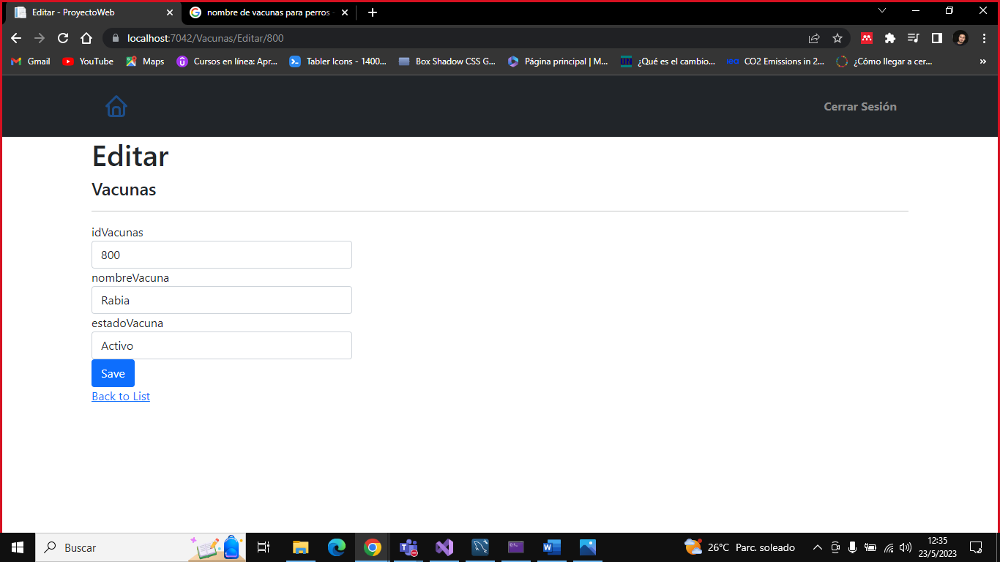 Editar - ProyectoWeb
nombre de vacunas para perros -
localhost:7042/Vacunas/Editar/800
Gmail
YouTube
Maps
Cursos en línea: Apr...
Tabler Icons - 1400...
Box Shadow CSS G...
Página principal | M...
¿Qué es el cambio...
CO2 Emissions in 2...
¿Cómo llegar a cer...
»
Cerrar Sesión
Editar
Vacunas
idVacunas
800
nombreVacuna
Rabia
estadoVacuna
Activo
Save
Back to List
Buscar
26°C Parc. soleado
12:35
23/5/2023